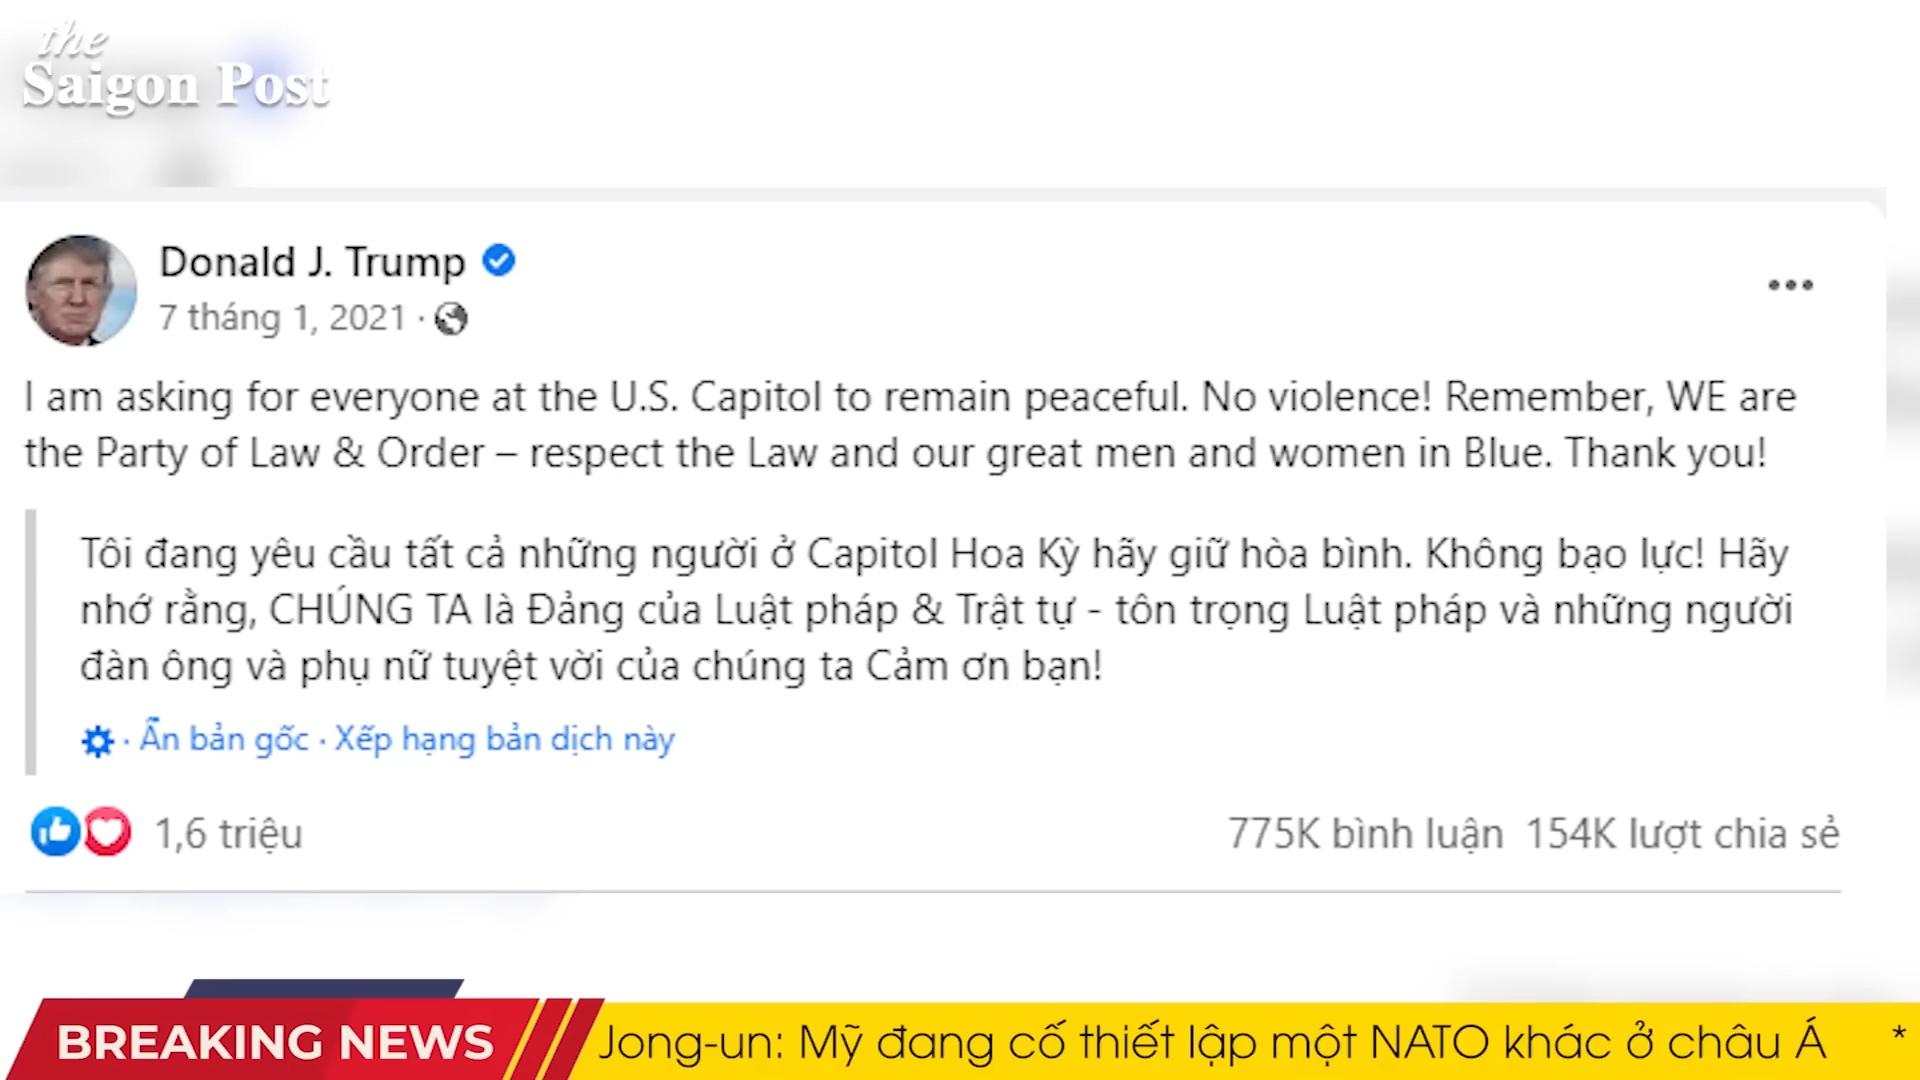 the
Saigon Post
Donald J. Trump
7 tháng 1, 2021 ·
I am asking for everyone at the U.S. Capitol to remain peaceful. No violence! Remember, WE are
the Party of Law & Order – respect the Law and our great men and women in Blue. Thank you!
Tôi đang yêu cầu tất cả những người ở Capitol Hoa Kỳ hãy giữ hòa bình. Không bạo lực! Hãy
nhớ rằng, CHÚNG TA là Đảng của Luật pháp & Trật tự - tôn trọng Luật pháp và những người
đàn ông và phụ nữ tuyệt vời của chúng ta Cảm ơn bạn!
· Ẩn bản gốc · Xếp hạng bản dịch này
1,6 triệu
775K bình luận 154K lượt chia sẻ
BREAKING NEWS
Jong-un: Mỹ đang cố thiết lập một NATO khác ở châu Á *